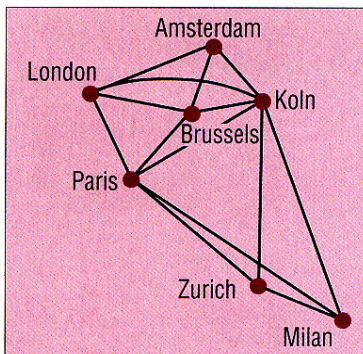 Amsterdam
London
Koln
Brussels
Paris
Zurich
Milan